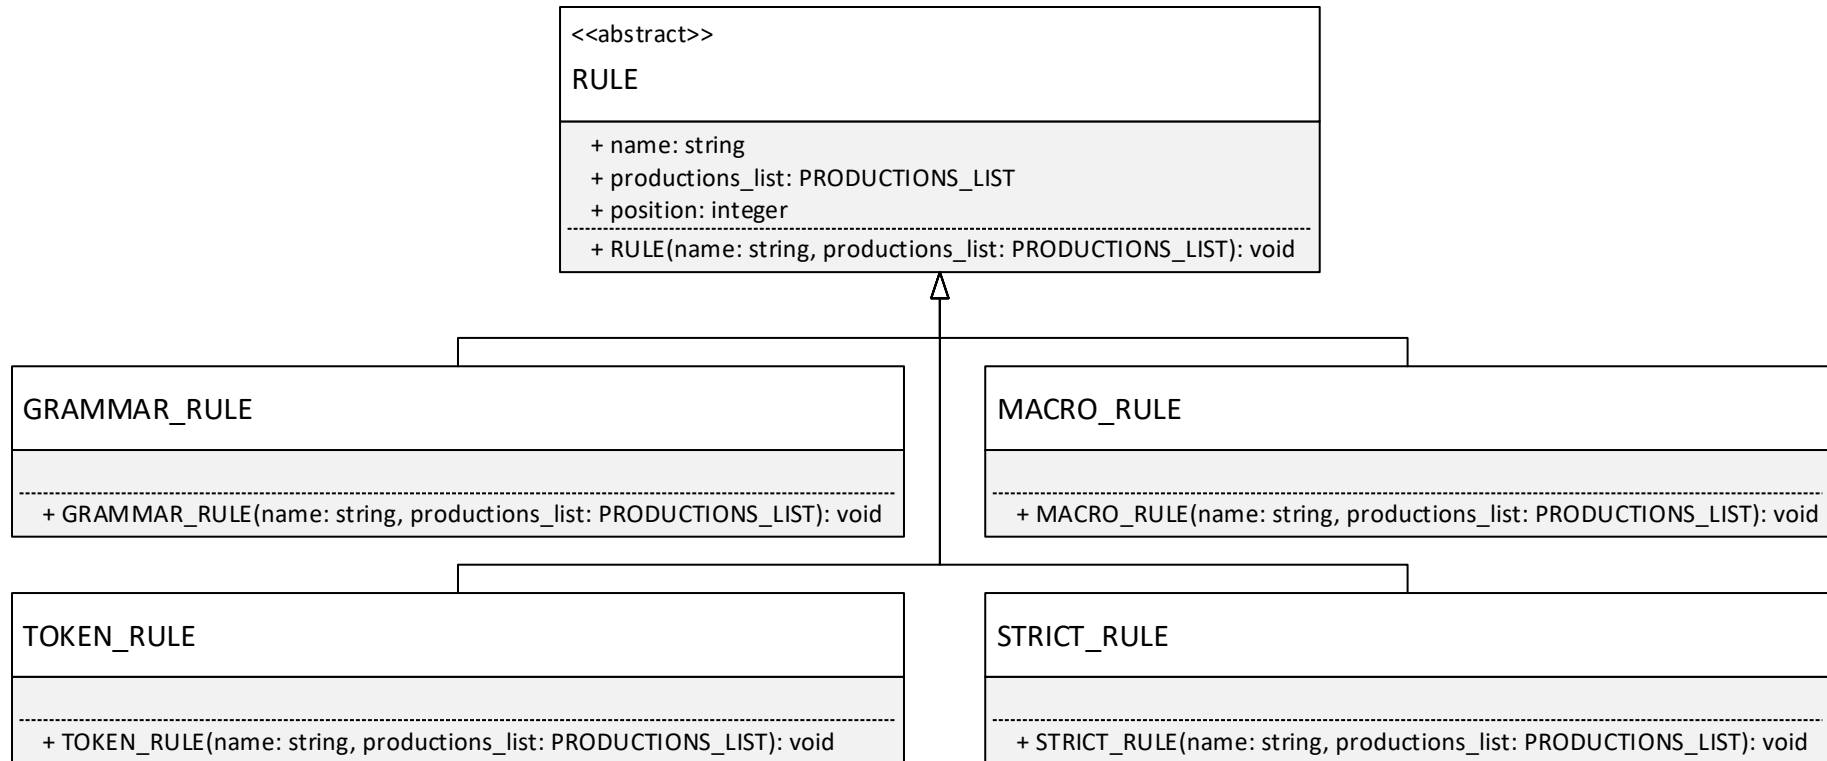 <<abstract>>
RULE
+ name: string
+ productions_list: PRODUCTIONS_LIST
+ position: integer
+ RULE(name: string, productions_list: PRODUCTIONS_LIST): void
GRAMMAR_RULE
+ GRAMMAR_RULE(name: string, productions_list: PRODUCTIONS_LIST): void
MACRO_RULE
+ MACRO_RULE(name: string, productions_list: PRODUCTIONS_LIST): void
TOKEN_RULE
+ TOKEN_RULE(name: string, productions_list: PRODUCTIONS_LIST): void
STRICT_RULE
+ STRICT_RULE(name: string, productions_list: PRODUCTIONS_LIST): void